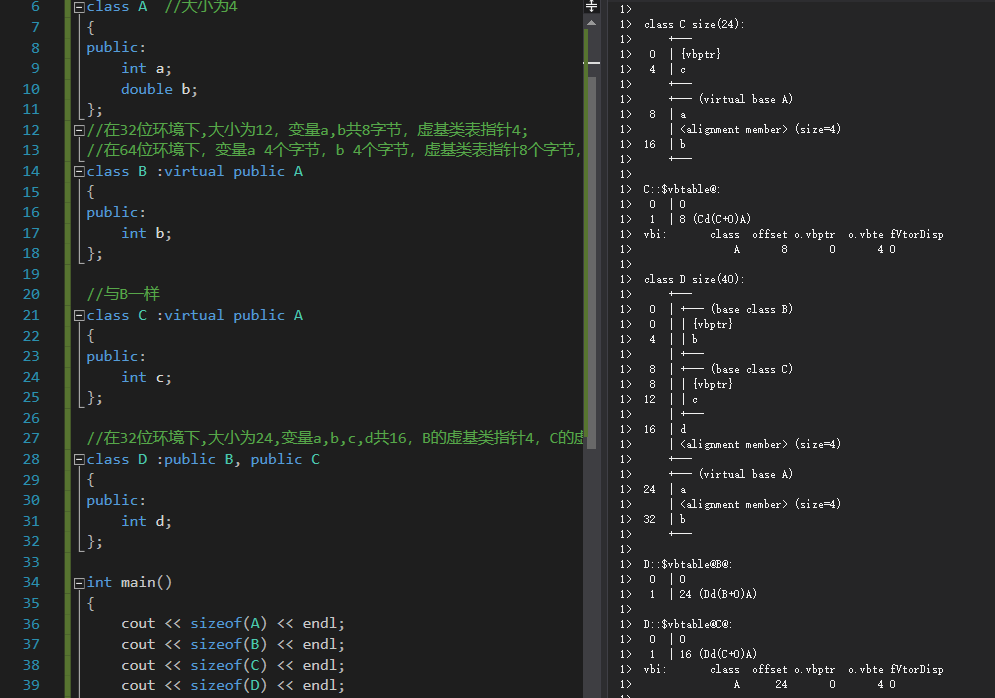 6 class A //大小为4
7 {
8 public:
9 int a;
10 double b;
11 };
12 //在32位环境下,大小为12，变量a,b共8字节，虚基类表指针4;
13 //在64位环境下，变量a 4个字节，b 4个字节，虚基类表指针8个字节，
14 class B :virtual public A
15 {
16 public:
17 int b;
18 };
19
20 //与B一样
21 class C :virtual public A
22 {
23 public:
24 int c;
25 };
26
27 //在32位环境下,大小为24,变量a,b,c,d共16，B的虚基类指针4，C的虚
28 class D :public B, public C
29 {
30 public:
31 int d;
32 };
33
34 int main()
35 {
36 cout << sizeof(A) << endl;
37 cout << sizeof(B) << endl;
38 cout << sizeof(C) << endl;
39 cout << sizeof(D) << endl;
1>
1> class C size(24):
1> +---
1> 0 | {vbptr}
1> 4 | c
1> +---
1> +--- (virtual base A)
1> 8 | a
1> | <alignment member> (size=4)
1> 16 | b
1> +---
1>
1> C::$vbtable@:
1> 0 | 0
1> 1 | 8 (Cd(C+0)A)
1> vbi: class offset o.vbptr o.vbte fVtorDisp
1> A 8 0 4 0
1>
1> class D size(40):
1> +---
1> 0 | +--- (base class B)
1> 0 | | {vbptr}
1> 4 | | b
1> | +---
1> 8 | +--- (base class C)
1> 8 | | {vbptr}
1> 12 | | c
1> | +---
1> 16 | d
1> | <alignment member> (size=4)
1> +---
1> +--- (virtual base A)
1> 24 | a
1> | <alignment member> (size=4)
1> 32 | b
1> +---
1>
1> D::$vbtable@B@:
1> 0 | 0
1> 1 | 24 (Dd(B+0)A)
1>
1> D::$vbtable@C@:
1> 0 | 0
1> 1 | 16 (Dd(C+0)A)
1> vbi: class offset o.vbptr o.vbte fVtorDisp
1> A 24 0 4 0